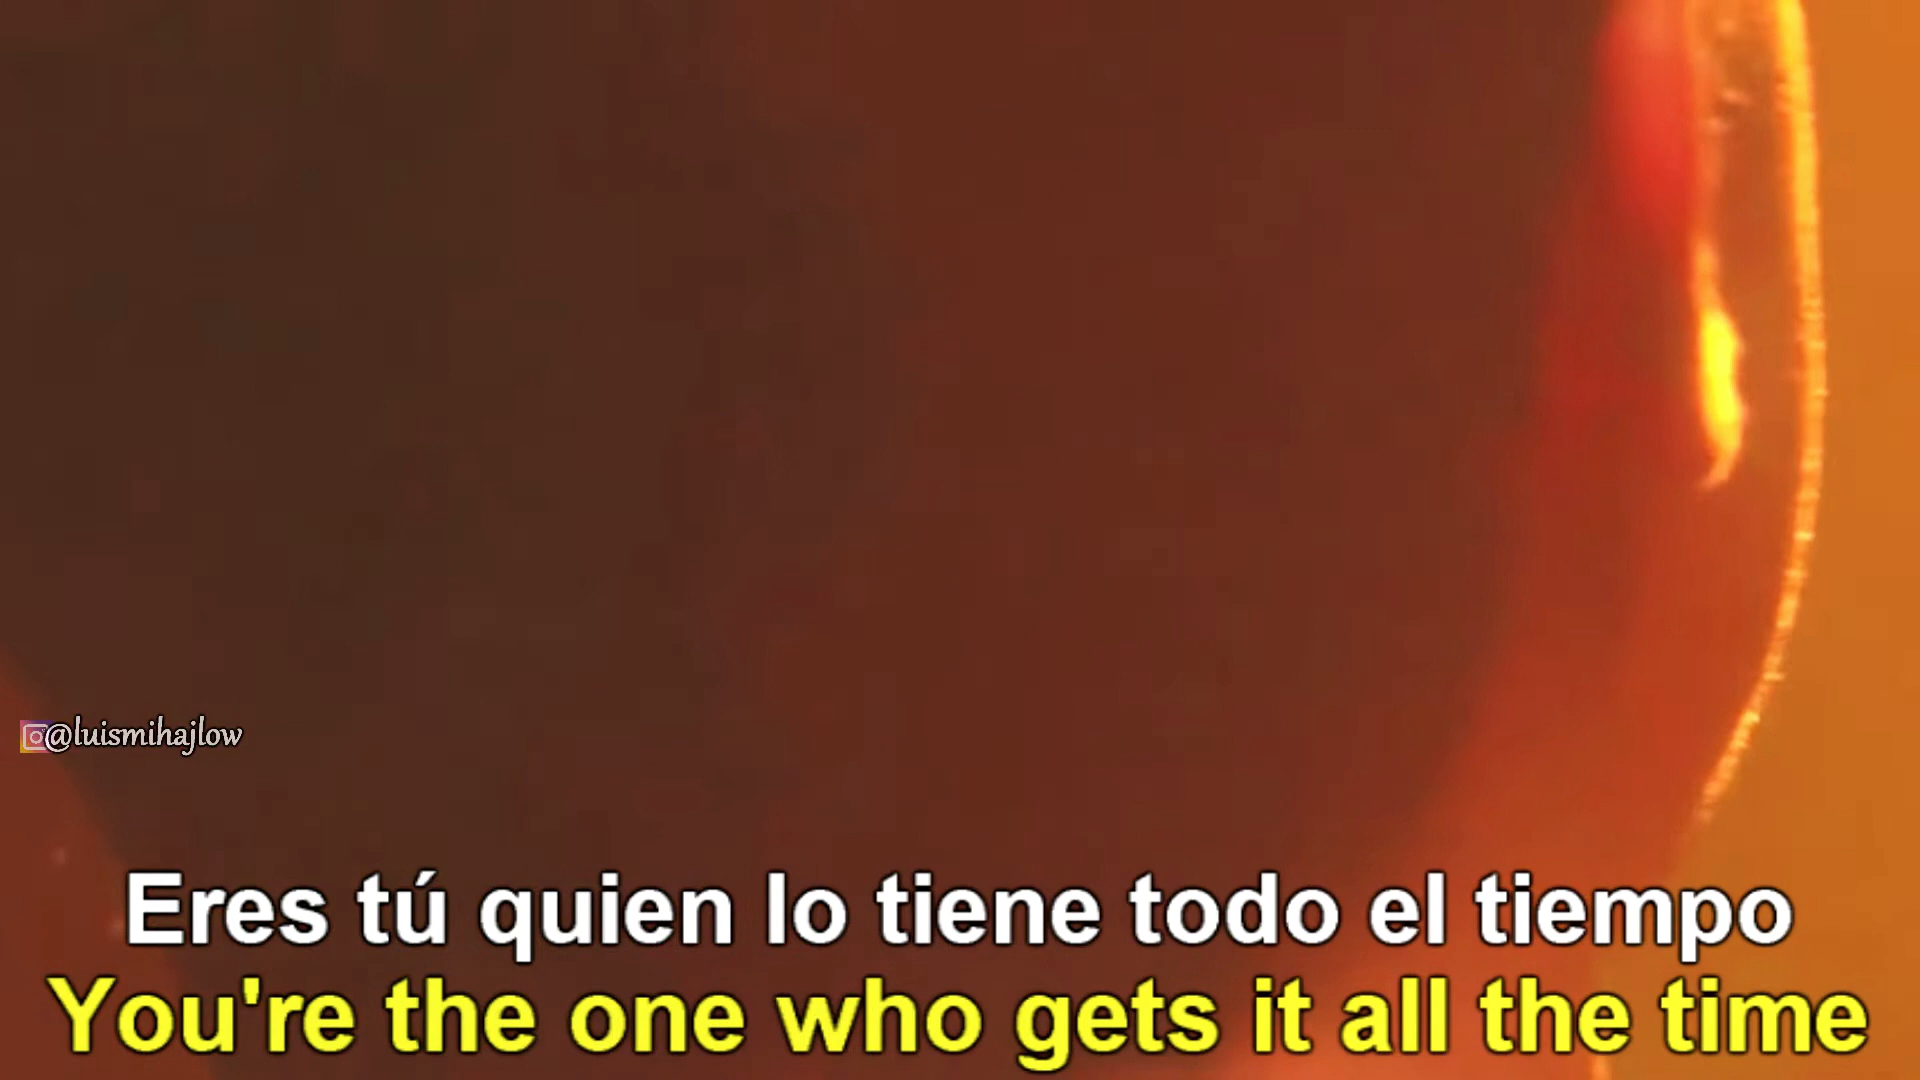 @luismihajlow
Eres tú quien lo tiene todo el tiempo
You're the one who gets it all the time